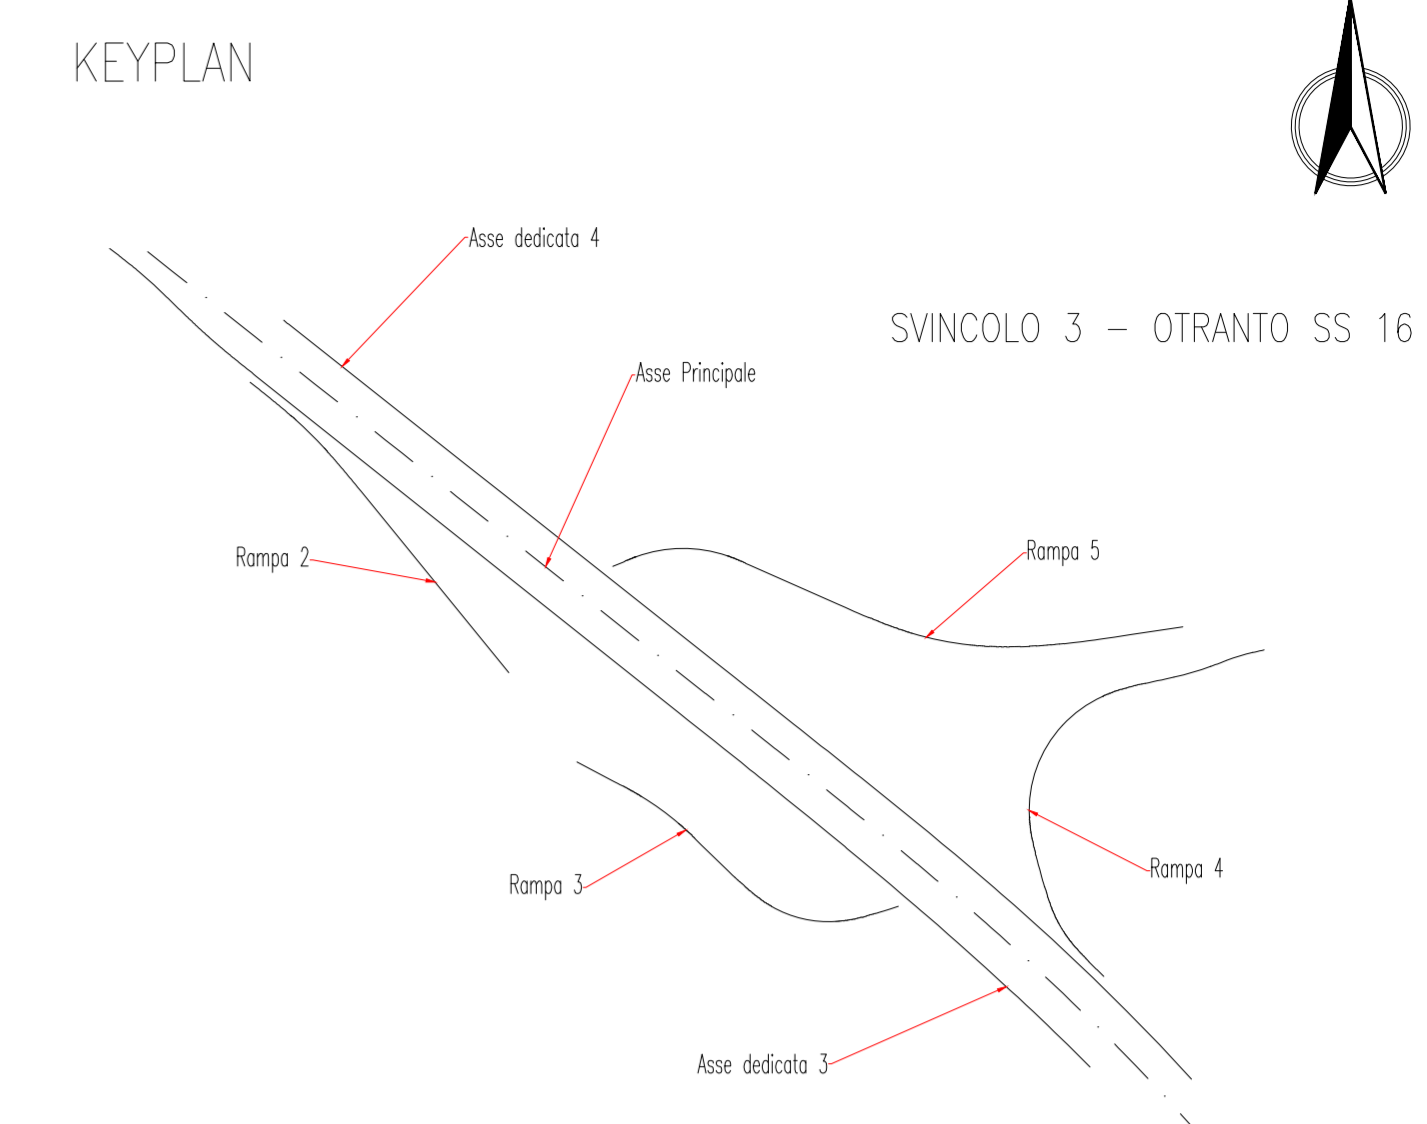 KEYPLAN
Asse dedicata 4
SVINCOLO 3 - OTRANTO SS 16
Asse Principale
Rampa 5
Rampa 2
Rampa 4
Rampa 3
Asse dedicata 3